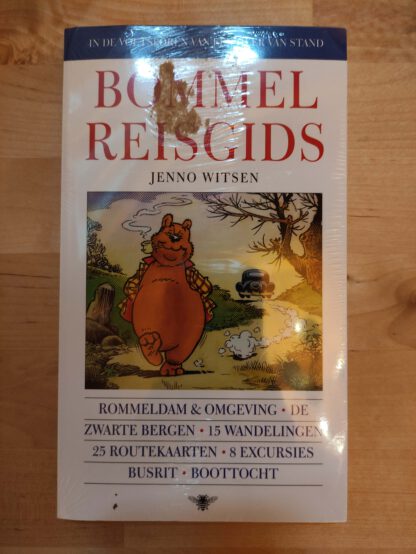 IN DE VOETSPOREN VAN EEN HEER VAN STAND
BOMMEL
REISGIDS
JENNO WITSEN
ROMMELDAM & OMGEVING • DE
ZWARTE BERGEN • 15 WANDELINGEN
25 ROUTEKAARTEN • 8 EXCURSIES
BUSRIT • BOOTTOCHT